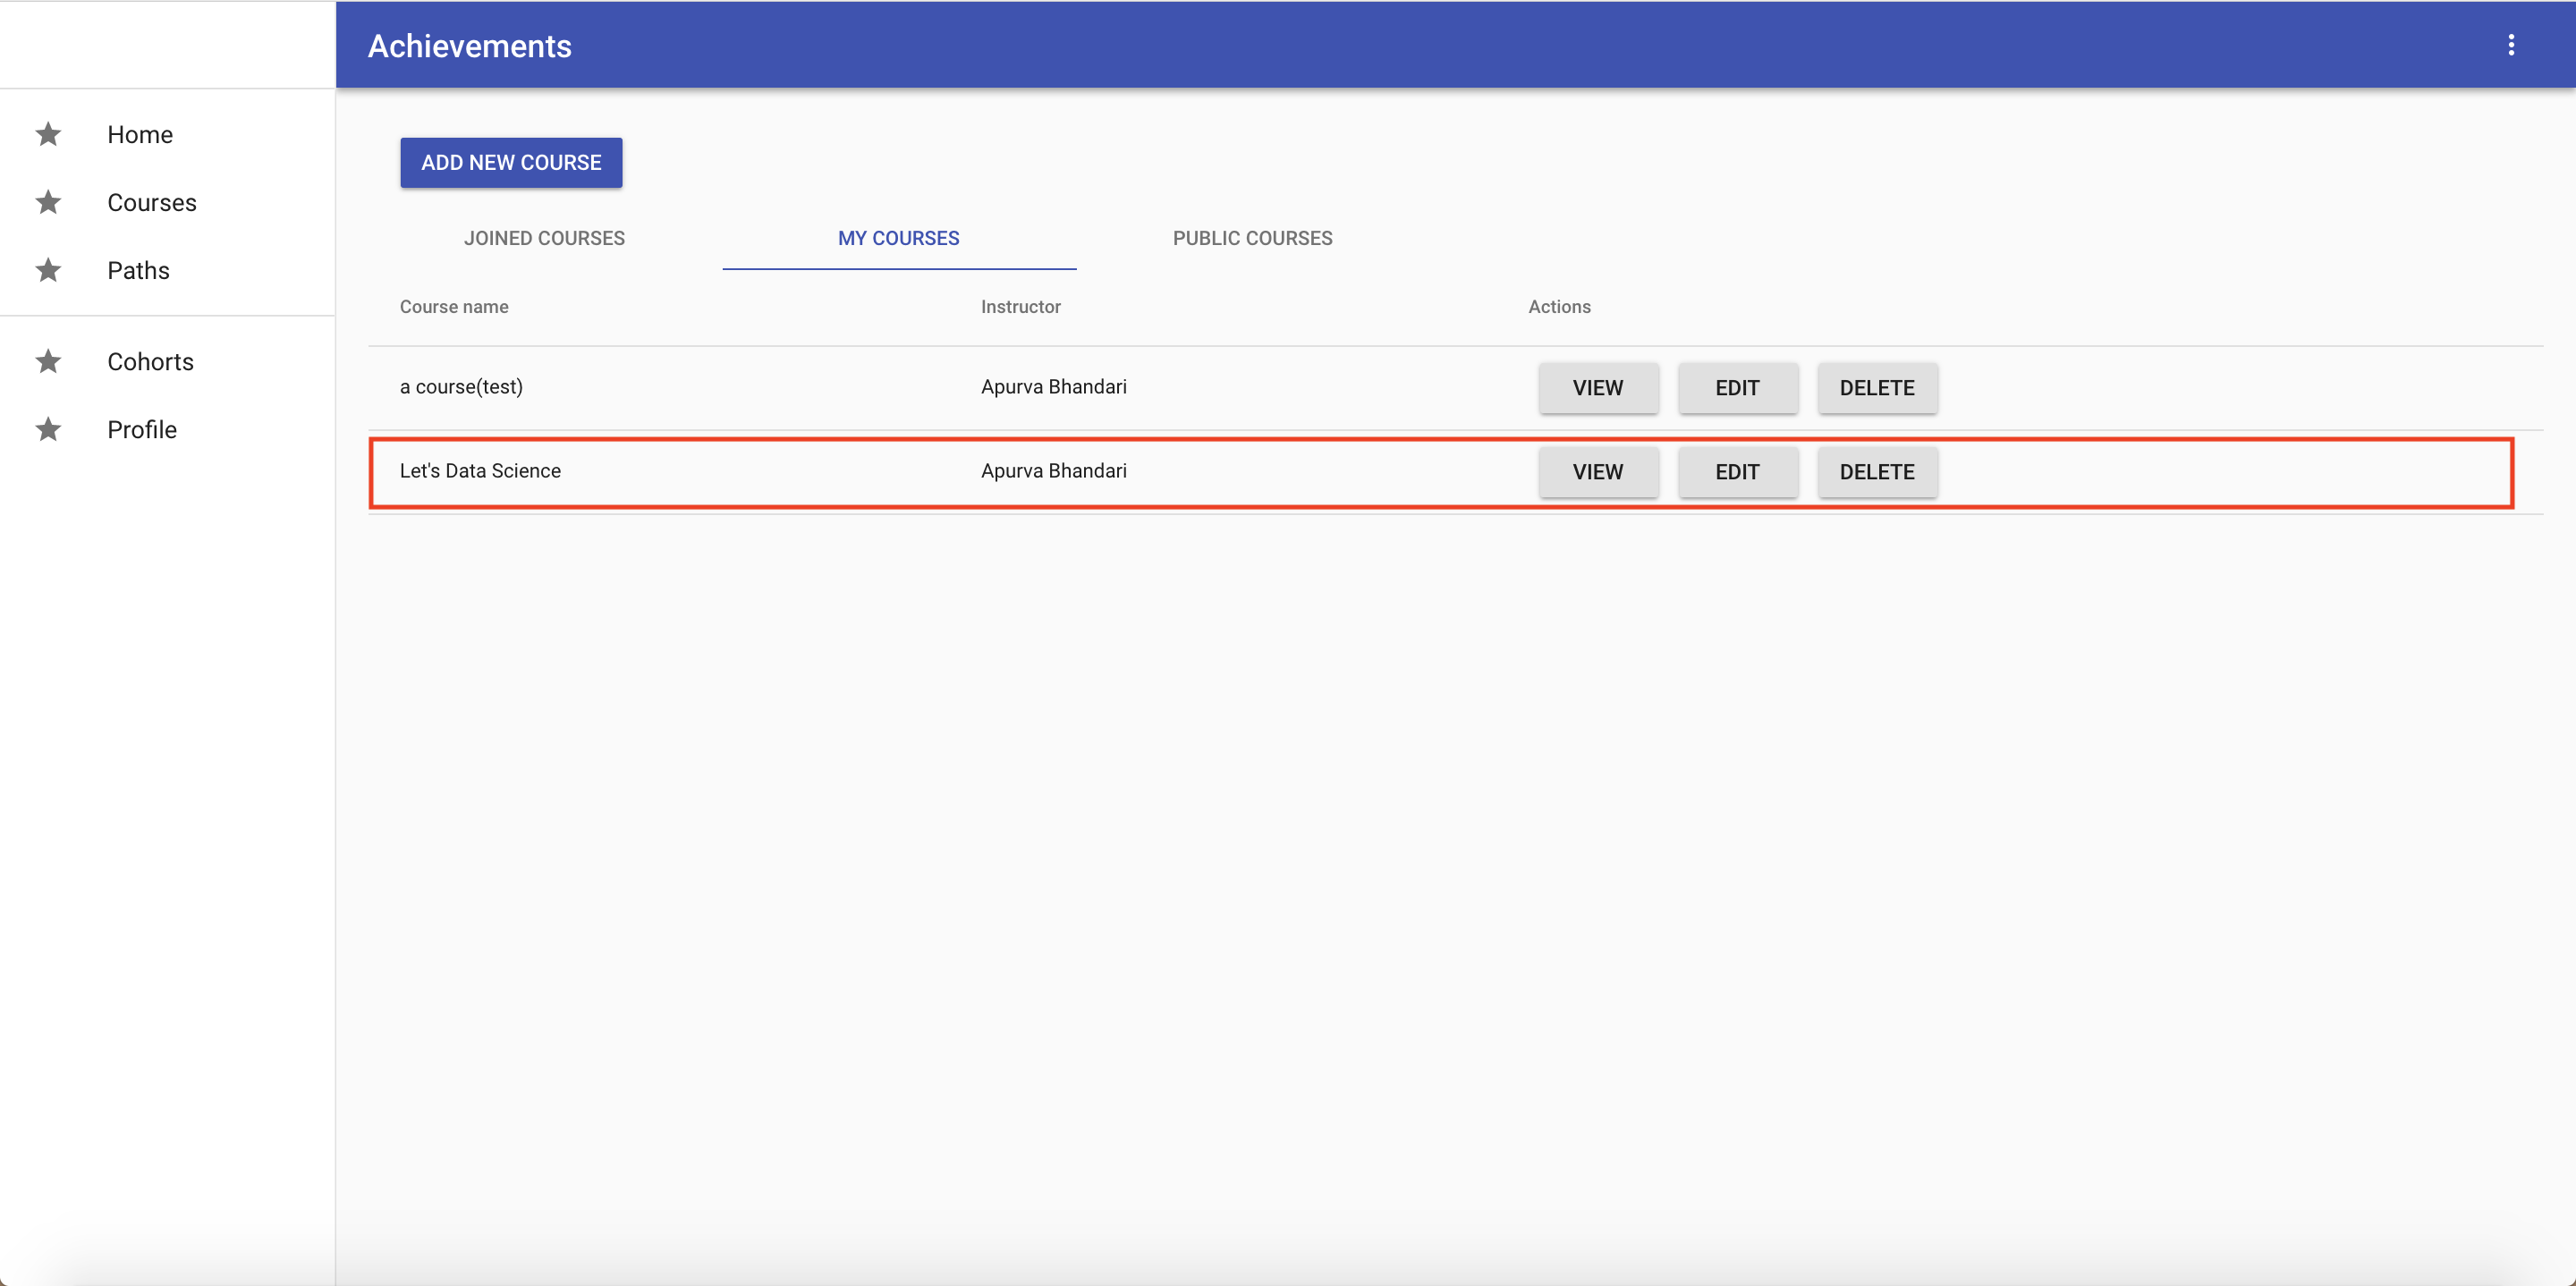 Achievements
Home
Courses
Paths
Cohorts
Profile
ADD NEW COURSE
JOINED COURSES MY COURSES PUBLIC COURSES
Course name Instructor Actions
a course(test) Apurva Bhandari VIEW EDIT DELETE
Let's Data Science Apurva Bhandari VIEW EDIT DELETE